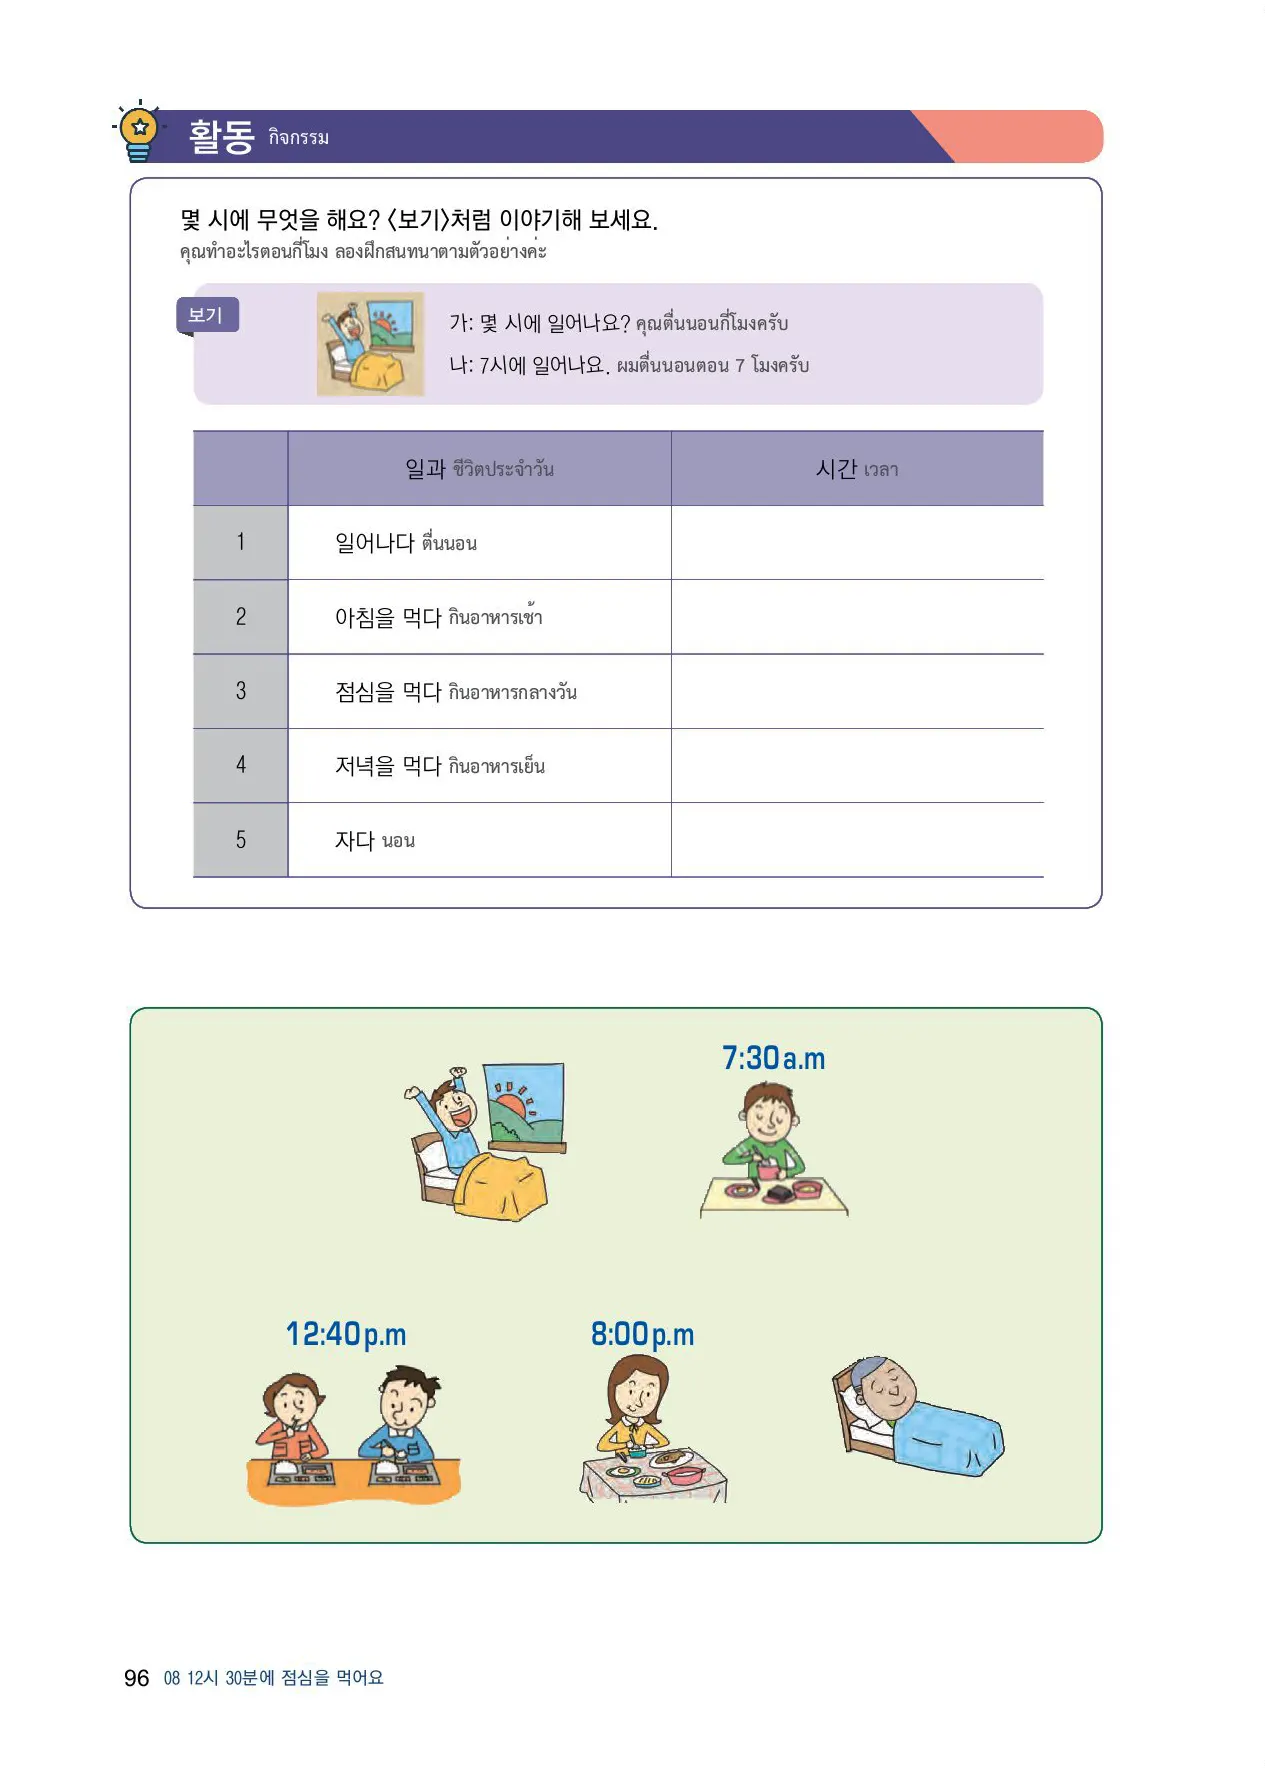 활동 กิจกรรม
몇 시에 무엇을 해요? 〈보기〉처럼 이야기해 보세요.
คุณทำอะไรตอนกี่โมง ลองฝึกสนทนาตามตัวอย่างค่ะ
보기
가: 몇 시에 일어나요? คุณตื่นนอนกี่โมงครับ
나: 7시에 일어나요. ผมตื่นนอนตอน 7 โมงครับ
일과 ชีวิตประจำวัน 시간 เวลา
1 일어나다 ตื่นนอน
2 아침을 먹다 กินอาหารเช้า
3 점심을 먹다 กินอาหารกลางวัน
4 저녁을 먹다 กินอาหารเย็น
5 자다 นอน
7:30 a.m
12:40 p.m 8:00 p.m
96 08 12시 30분에 점심을 먹어요